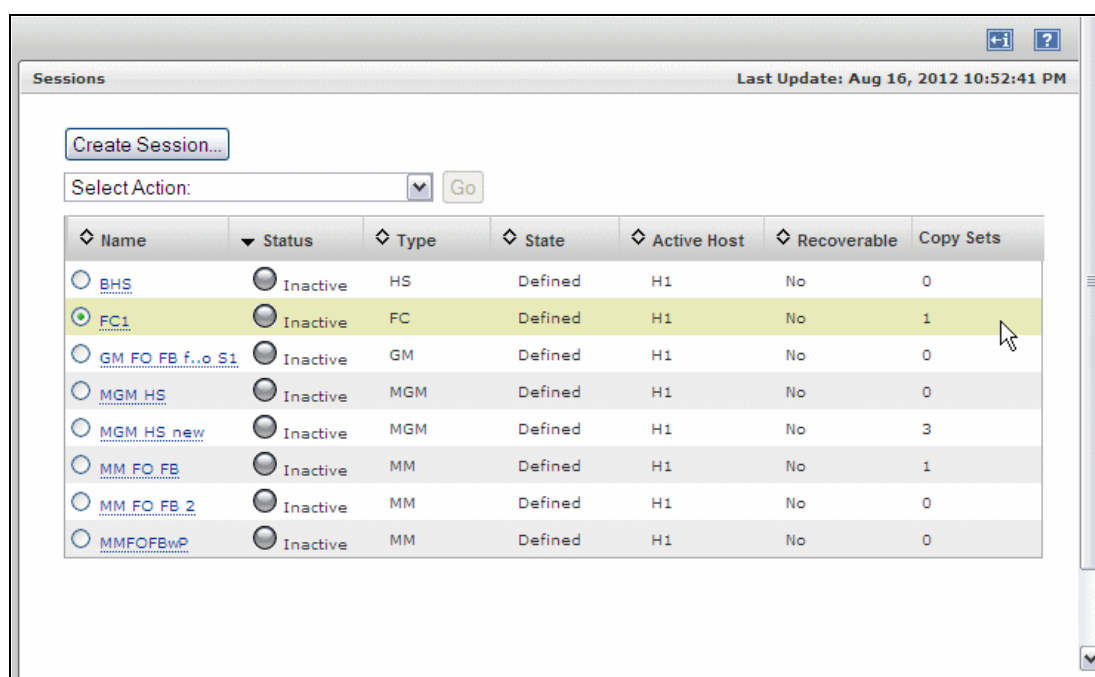 Sessions Last Update: Aug 16, 2012 10:52:41 PM
Create Session...
Select Action: Go
Name Status Type State Active Host Recoverable Copy Sets
BHS Inactive HS Defined H1 No 0
FC1 Inactive FC Defined H1 No 1
GM FO FB f..o S1 Inactive GM Defined H1 No 0
MGM HS Inactive MGM Defined H1 No 0
MGM HS new Inactive MGM Defined H1 No 3
MM FO FB Inactive MM Defined H1 No 1
MM FO FB 2 Inactive MM Defined H1 No 0
MMFOFBwP Inactive MM Defined H1 No 0